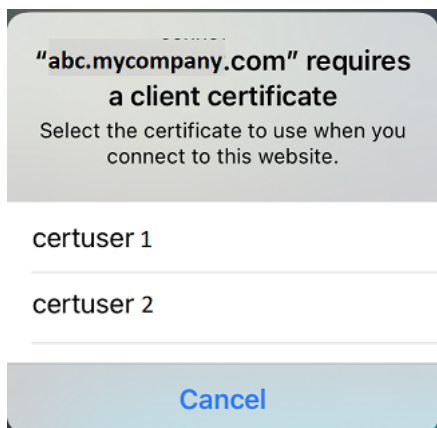 “abc.mycompany.com” requires
a client certificate
Select the certificate to use when you
connect to this website.
certuser 1
certuser 2
Cancel